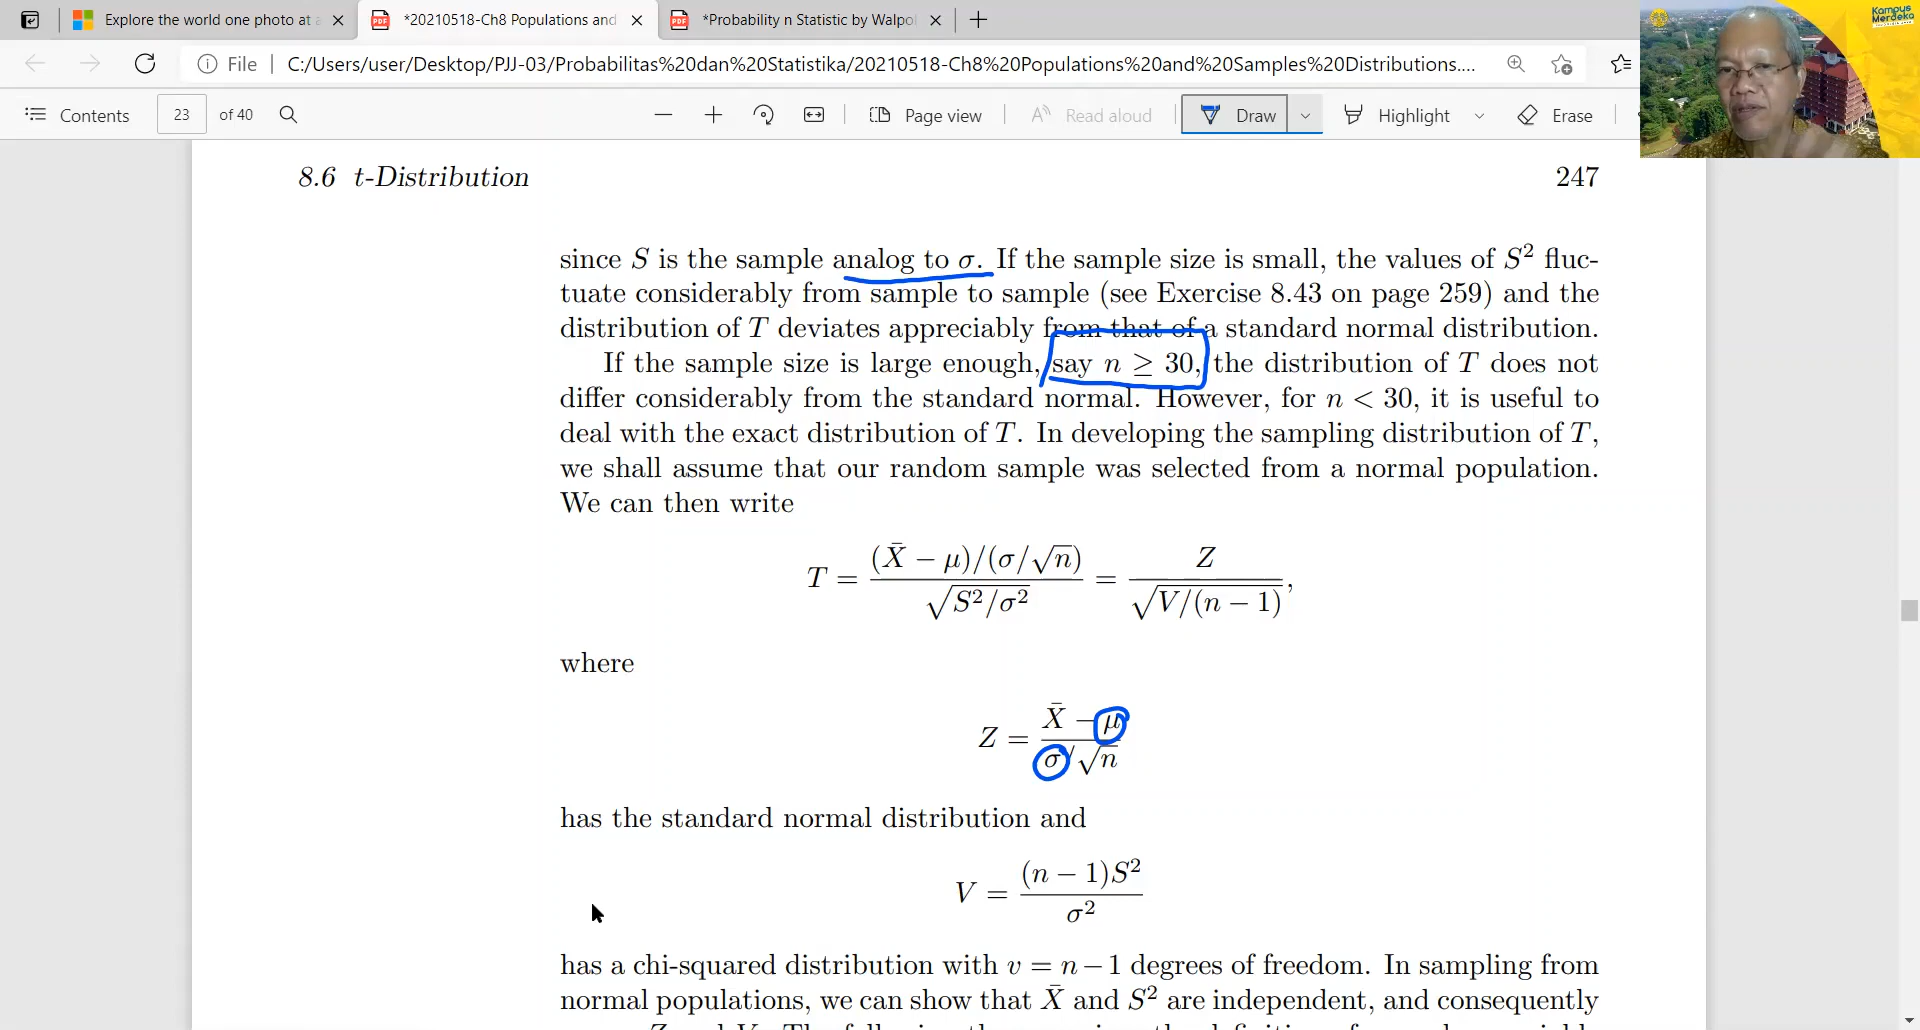 Explore the world one photo at a
*20210518-Ch8 Populations and
*Probability n Statistic by Walpol
File
C:/Users/user/Desktop/PJJ-03/Probabilitas%20dan%20Statistika/20210518-Ch8%20Populations%20and%20Samples%20Distributions....
Contents 23 of 40 Page view Read aloud Draw Highlight Erase
Kampus
Merdeka
8.6 t-Distribution 247
since S is the sample analog to σ. If the sample size is small, the values of S² fluc-
tuate considerably from sample to sample (see Exercise 8.43 on page 259) and the
distribution of T deviates appreciably from that of a standard normal distribution.
If the sample size is large enough, say n ≥ 30, the distribution of T does not
differ considerably from the standard normal. However, for n < 30, it is useful to
deal with the exact distribution of T. In developing the sampling distribution of T,
we shall assume that our random sample was selected from a normal population.
We can then write
T = (X̄ − μ)/(σ/√n) / √S²/σ² = Z / √V/(n − 1),
where
Z = X̄ − μ / σ/√n
has the standard normal distribution and
V = (n − 1)S² / σ²
has a chi-squared distribution with v = n − 1 degrees of freedom. In sampling from
normal populations, we can show that X̄ and S² are independent, and consequently